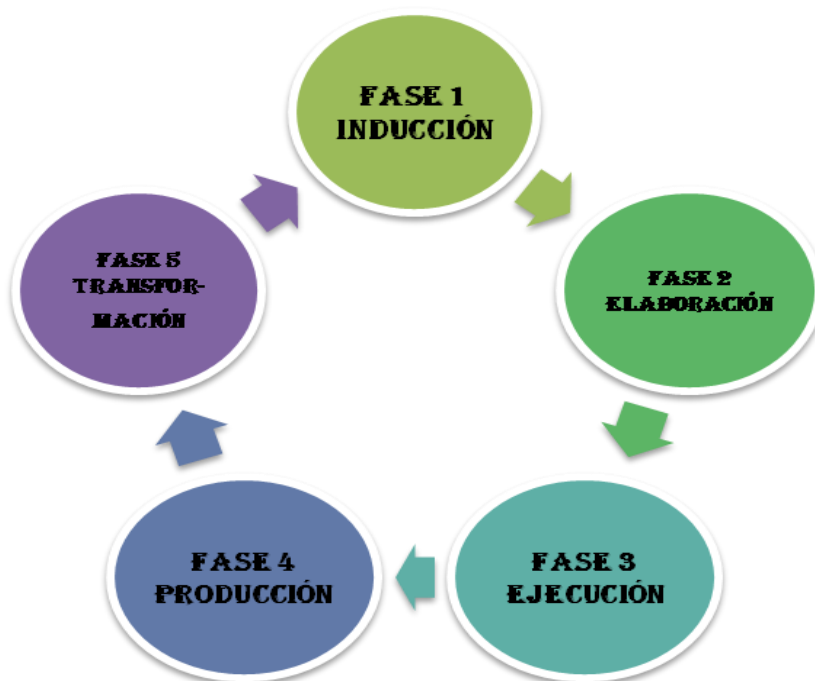 FASE 1
INDUCCIÓN
FASE 2
ELABORACIÓN
FASE 3
EJECUCIÓN
FASE 4
PRODUCCIÓN
FASE 5
TRANSFOR-
MACIÓN